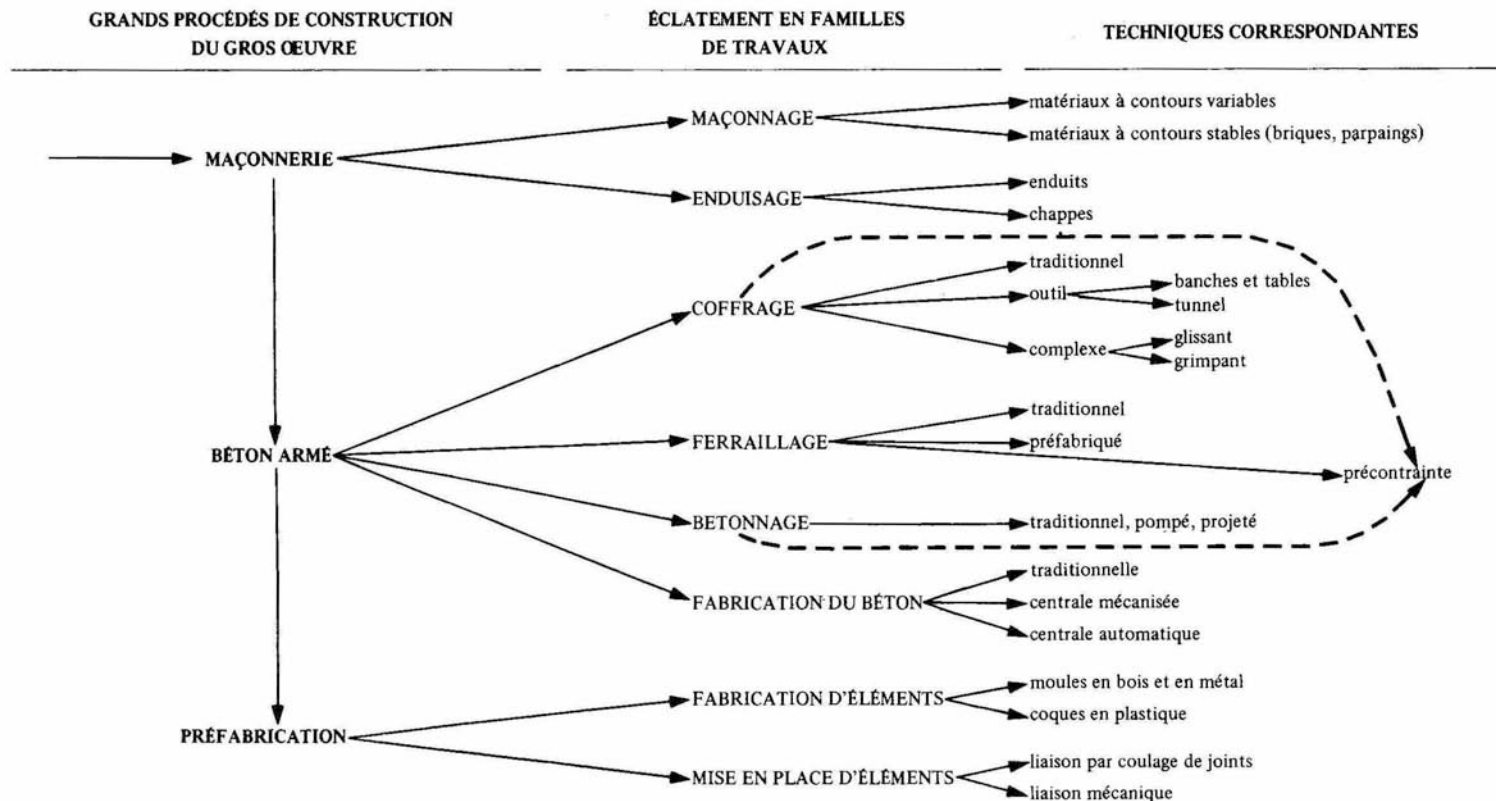 GRANDS PROCÉDÉS DE CONSTRUCTION
DU GROS ŒUVRE
ÉCLATEMENT EN FAMILLES
DE TRAVAUX
TECHNIQUES CORRESPONDANTES
MAÇONNERIE
MAÇONNAGE
matériaux à contours variables
matériaux à contours stables (briques, parpaings)
ENDUISAGE
enduits
chappes
BÉTON ARMÉ
COFFRAGE
traditionnel
outil
banches et tables
tunnel
complexe
glissant
grimpant
FERRAILLAGE
traditionnel
préfabriqué
précontrainte
BETONNAGE
traditionnel, pompé, projeté
FABRICATION DU BÉTON
traditionnelle
centrale mécanisée
centrale automatique
PRÉFABRICATION
FABRICATION D'ÉLÉMENTS
moules en bois et en métal
coques en plastique
MISE EN PLACE D'ÉLÉMENTS
liaison par coulage de joints
liaison mécanique